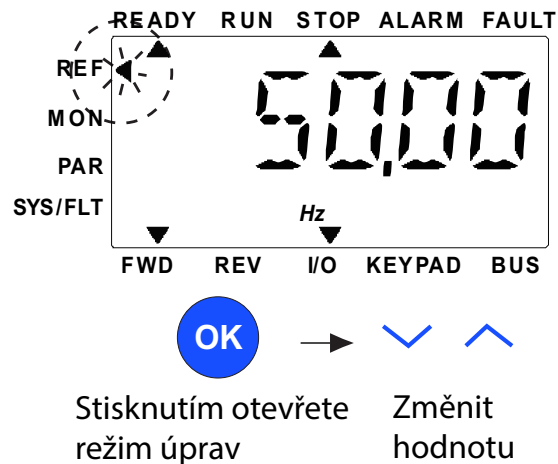 READY RUN STOP ALARM FAULT
REF
50,00
MON
PAR
SYS/FLT
Hz
FWD REV I/O KEYPAD BUS
OK
Stisknutím otevřete
režim úprav
Změnit
hodnotu